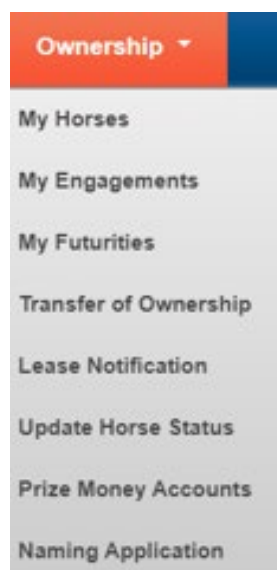 Ownership
My Horses
My Engagements
My Futurities
Transfer of Ownership
Lease Notification
Update Horse Status
Prize Money Accounts
Naming Application